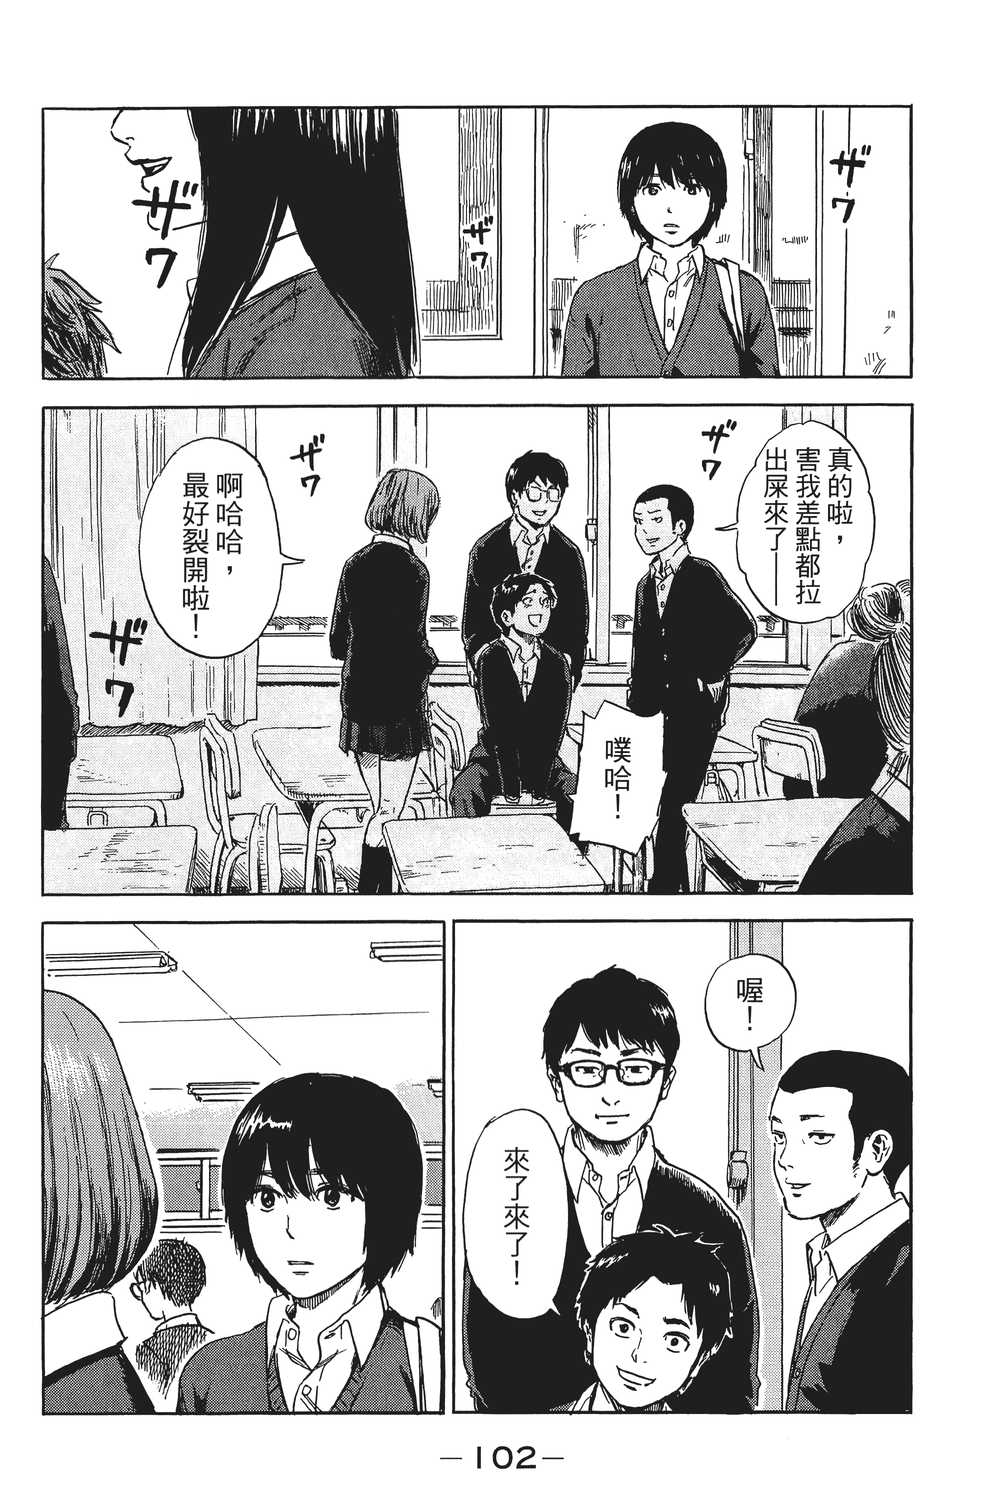 ザワ
ザワ
ザワ
真的啦，
害我差點都拉
出屎來了——
ザワ
噗哈！
ザワ
啊哈哈，
最好裂開啦！
ザワ
喔！
來了來了！
—102—